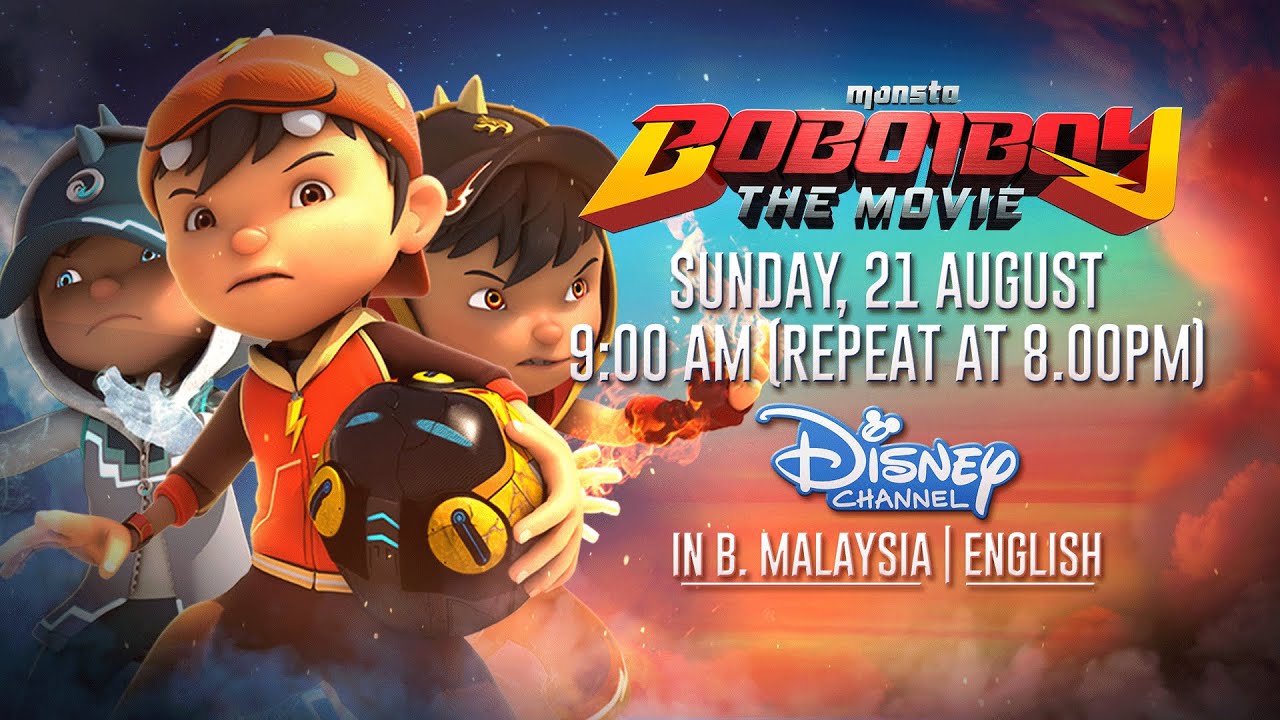 monsta
BOBOIBOY
THE MOVIE
SUNDAY, 21 AUGUST
9:00 AM (REPEAT AT 8.00PM)
DISNEY
CHANNEL
IN B. MALAYSIA | ENGLISH